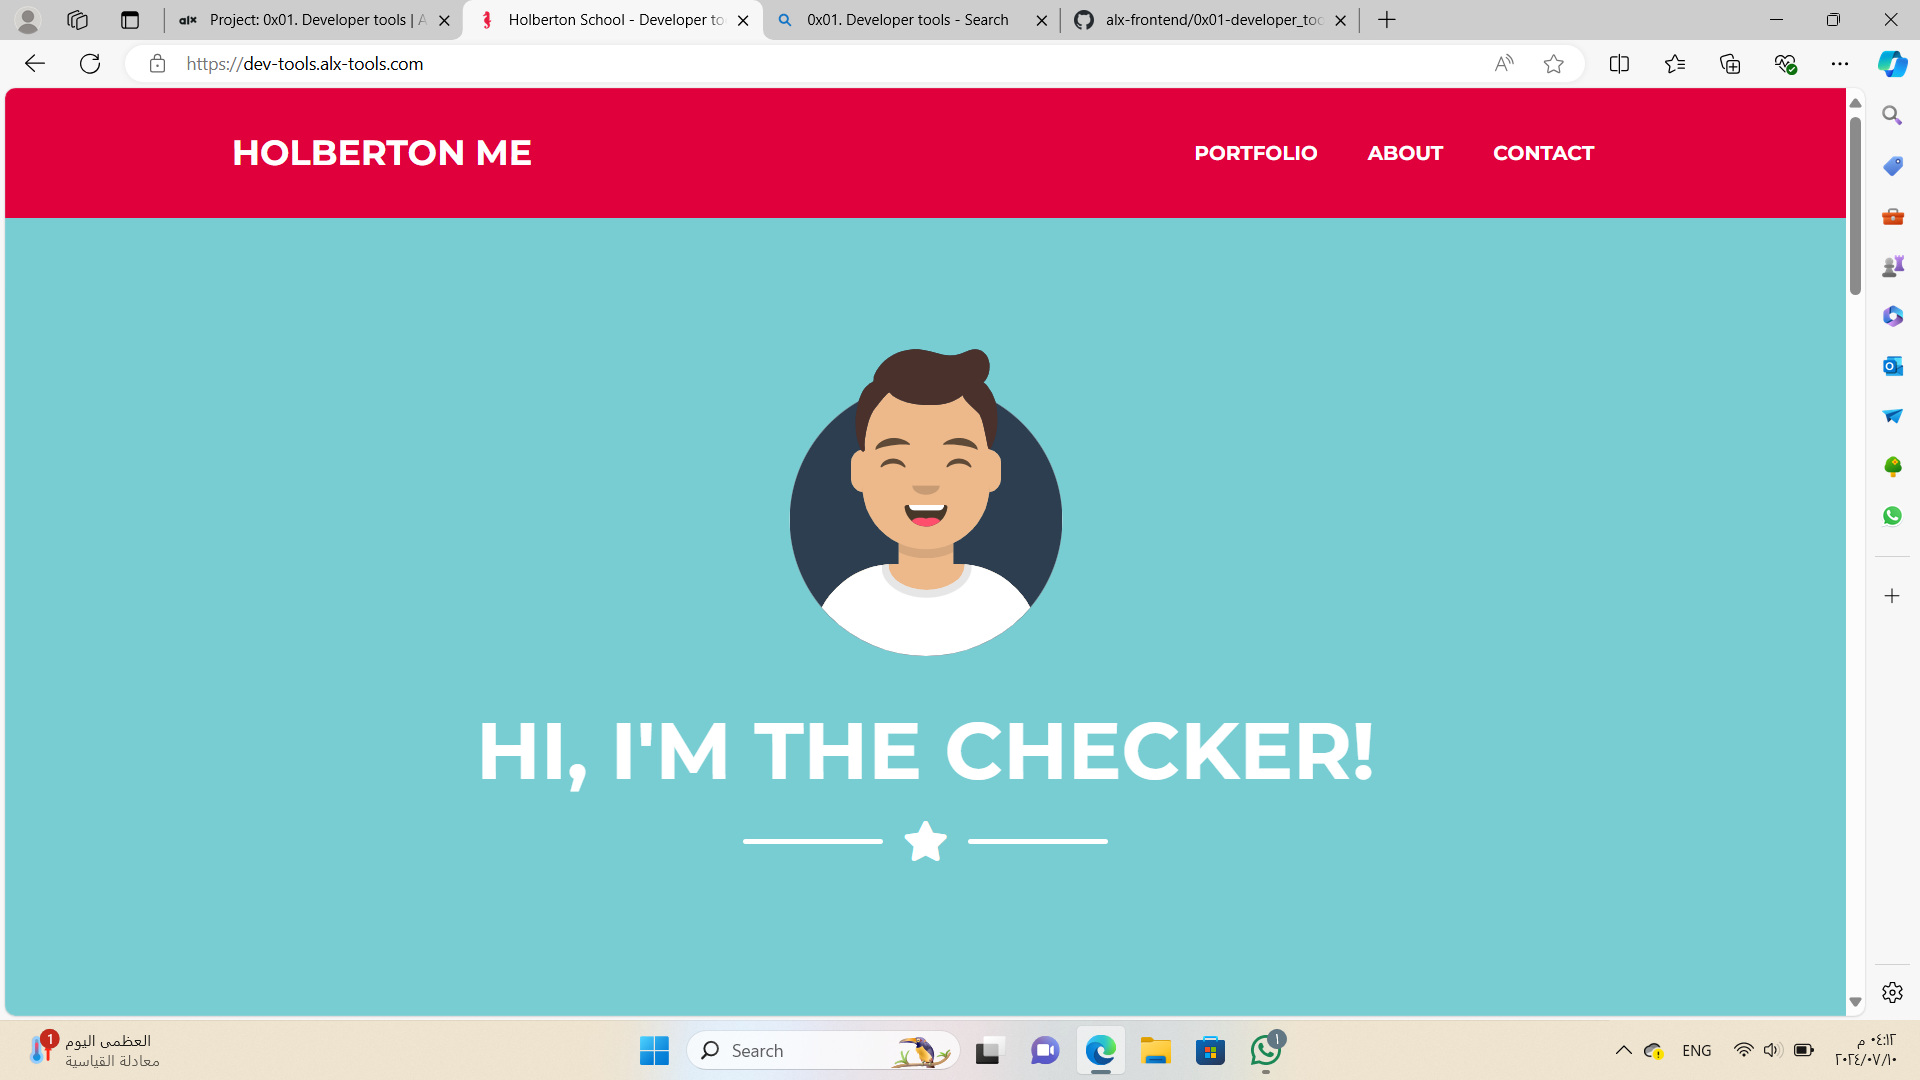 alx Project: 0x01. Developer tools | A
Holberton School - Developer to
0x01. Developer tools - Search
alx-frontend/0x01-developer_too
https://dev-tools.alx-tools.com
HOLBERTON ME
PORTFOLIO ABOUT CONTACT
HI, I'M THE CHECKER!
1
العظمى اليوم
معادلة القياسية
Search
١
ENG
٠٤:١٢ م
٢٠٢٤/٠٧/١٠